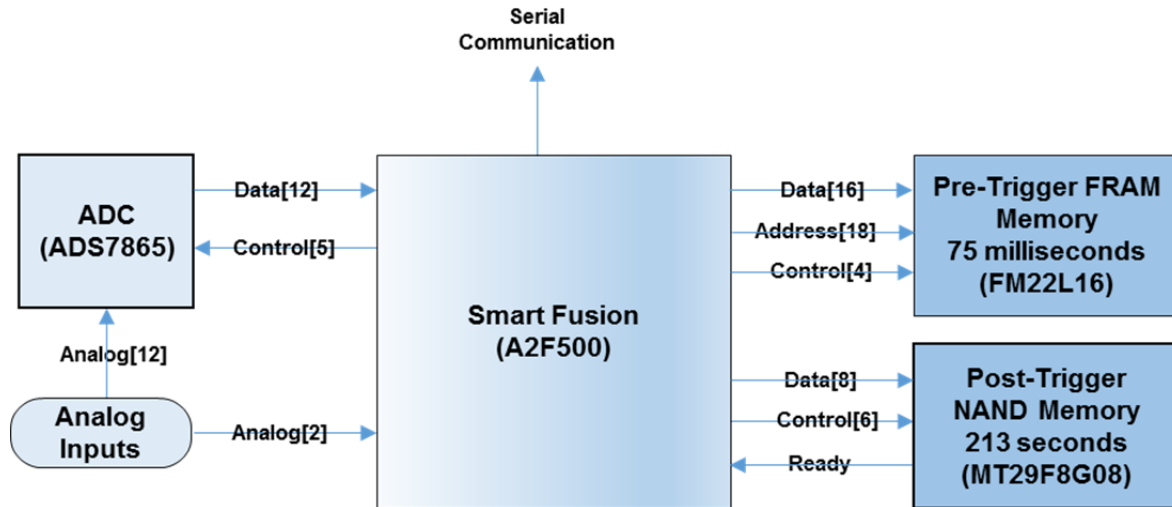 Serial
Communication
ADC
(ADS7865)
Data[12]
Control[5]
Analog[12]
Analog
Inputs
Analog[2]
Smart Fusion
(A2F500)
Data[16]
Address[18]
Control[4]
Pre-Trigger FRAM
Memory
75 milliseconds
(FM22L16)
Data[8]
Control[6]
Ready
Post-Trigger
NAND Memory
213 seconds
(MT29F8G08)